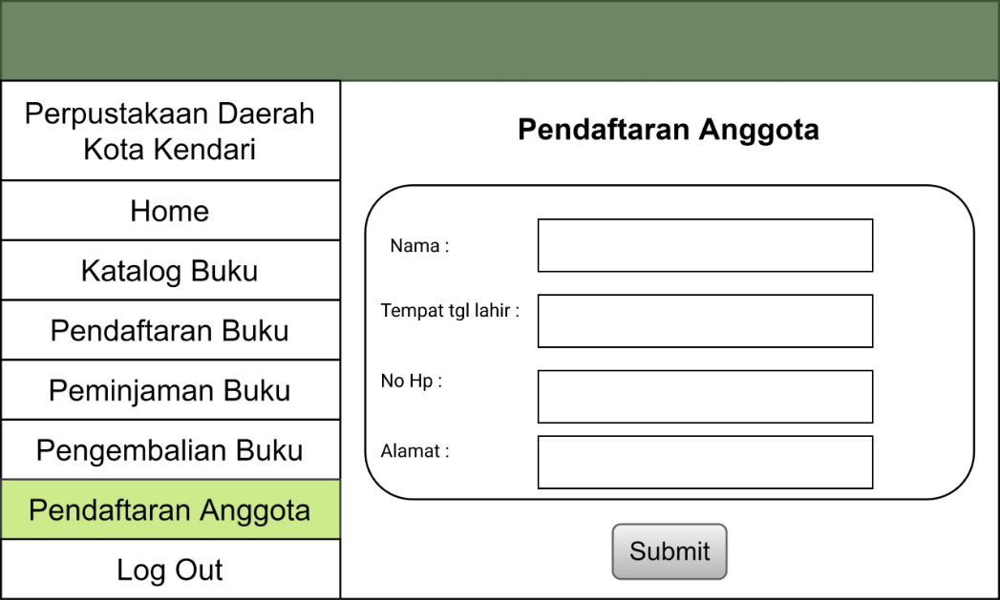 Perpustakaan Daerah
Kota Kendari
Home
Katalog Buku
Pendaftaran Buku
Peminjaman Buku
Pengembalian Buku
Pendaftaran Anggota
Log Out
Pendaftaran Anggota
Nama :
Tempat tgl lahir :
No Hp :
Alamat :
Submit